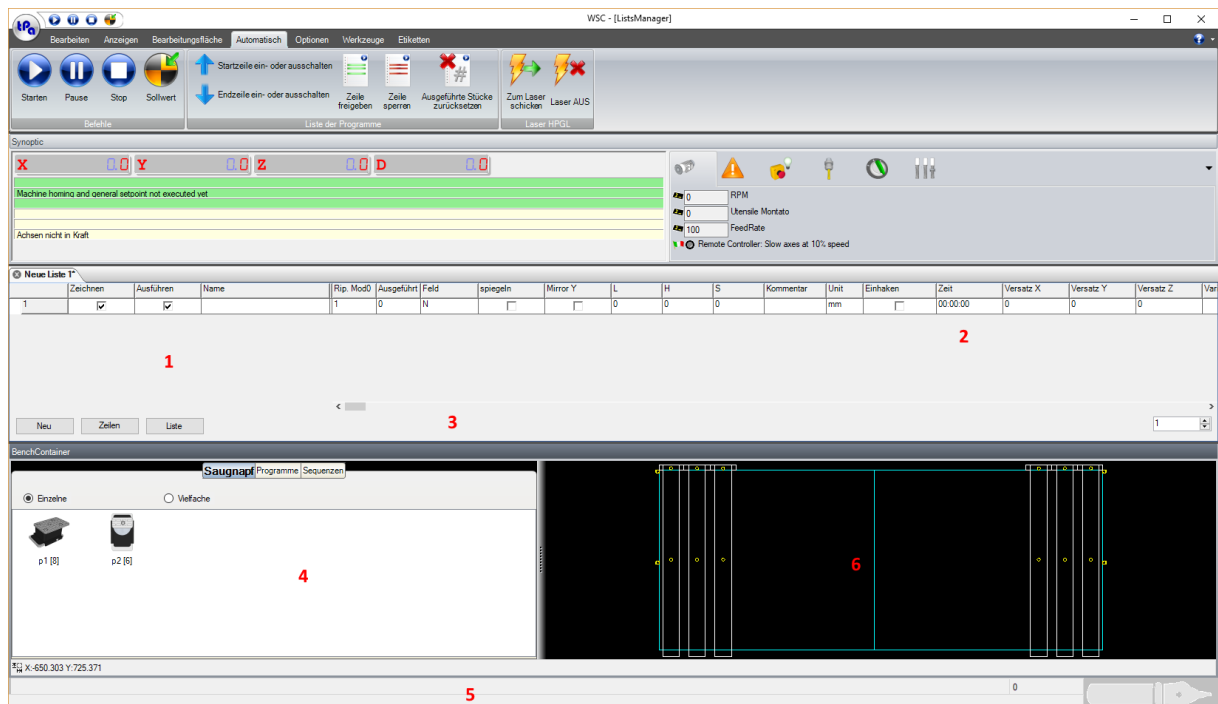 WSC - [ListsManager]
tPa
Bearbeiten Anzeigen Bearbeitungsfläche Automatisch Optionen Werkzeuge Etiketten
Starten Pause Stop Sollwert
Startzeile ein- oder ausschalten
Endzeile ein- oder ausschalten
Zeile freigeben
Zeile sperren
Ausgeführte Stücke zurücksetzen
Zum Laser schicken
Laser AUS
Befehle Liste der Programme Laser HPGL
Synoptic
X 0.0 Y 0.0 Z 0.0 D 0.0
Machine homing and general setpoint not executed yet
Achsen nicht in Kraft
0 RPM
0 Utensile Montato
100 FeedRate
Remote Controller: Slow axes at 10% speed
Neue Liste 1*
Zeichnen Ausführen Name Rip. Mod0 Ausgeführt Feld spiegeln Mirror Y L H S Kommentar Unit Einhaken Zeit Versatz X Versatz Y Versatz Z Var
1 1 0 N 0 0 0 mm 00:00:00 0 0 0
1
2
3
Neu Zeilen Liste 1
BenchContainer
Saugnapf Programme Sequenzen
Einzelne Vielfache
p1 [8] p2 [6]
4
6
X:-650.303 Y:725.371
5
0